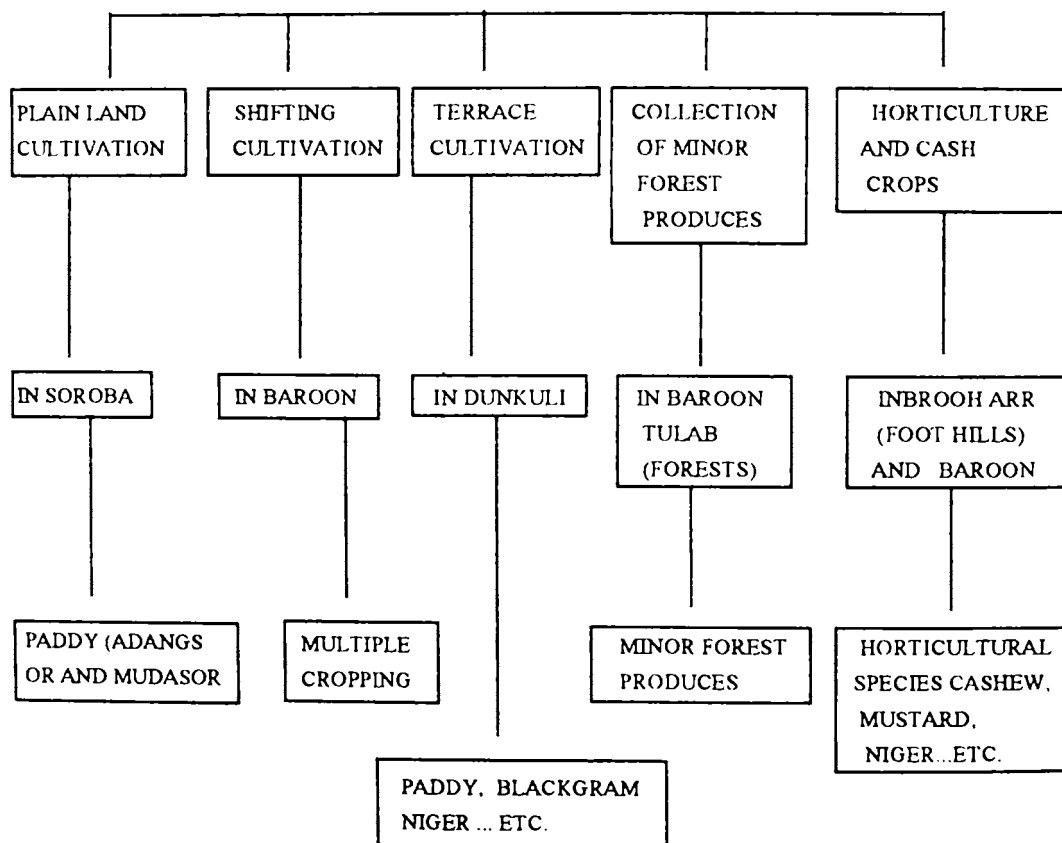 PLAIN LAND
CULTIVATION
SHIFTING
CULTIVATION
TERRACE
CULTIVATION
COLLECTION
OF MINOR
FOREST
PRODUCES
HORTICULTURE
AND CASH
CROPS
IN SOROBA
IN BAROON
IN DUNKULI
IN BAROON
TULAB
(FORESTS)
INBROOH ARR
(FOOT HILLS)
AND BAROON
PADDY (ADANGS
OR AND MUDASOR
MULTIPLE
CROPPING
MINOR FOREST
PRODUCES
HORTICULTURAL
SPECIES CASHEW,
MUSTARD,
NIGER...ETC.
PADDY, BLACKGRAM
NIGER ... ETC.